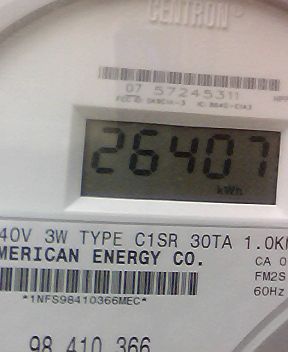 CENTRON
07 57245311
26407
kWh
40V 3W TYPE C1SR 30TA 1.0K
MERICAN ENERGY CO.
CA 0
FM2S
*1NFS98410366MEC*
60Hz
98 410 366